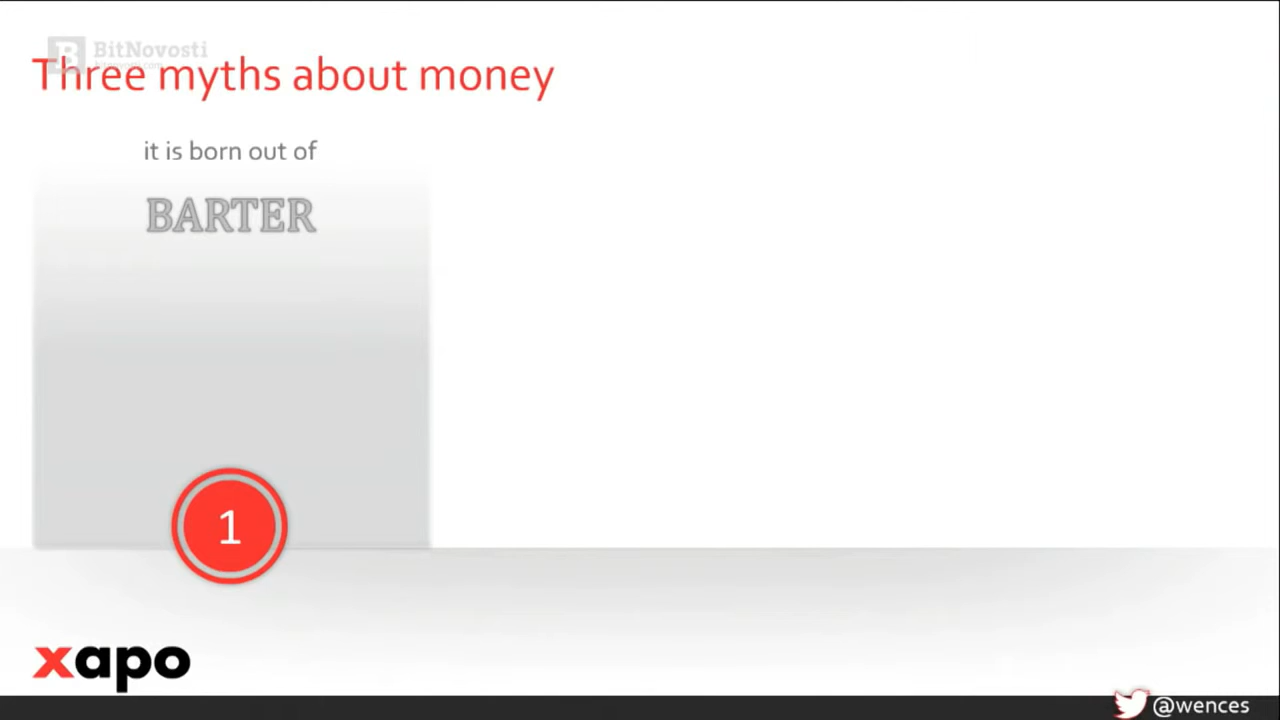 BitNovosti
Three myths about money
it is born out of
BARTER
1
xapo
@wences